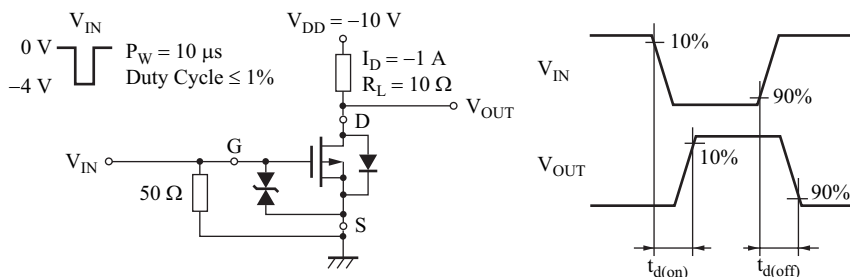 V_IN
0 V
−4 V
P_W = 10 μs
Duty Cycle ≤ 1%
V_DD = −10 V
I_D = −1 A
R_L = 10 Ω
V_OUT
D
G
V_IN
50 Ω
S
V_IN
10%
90%
V_OUT
10%
90%
t_d(on)
t_d(off)